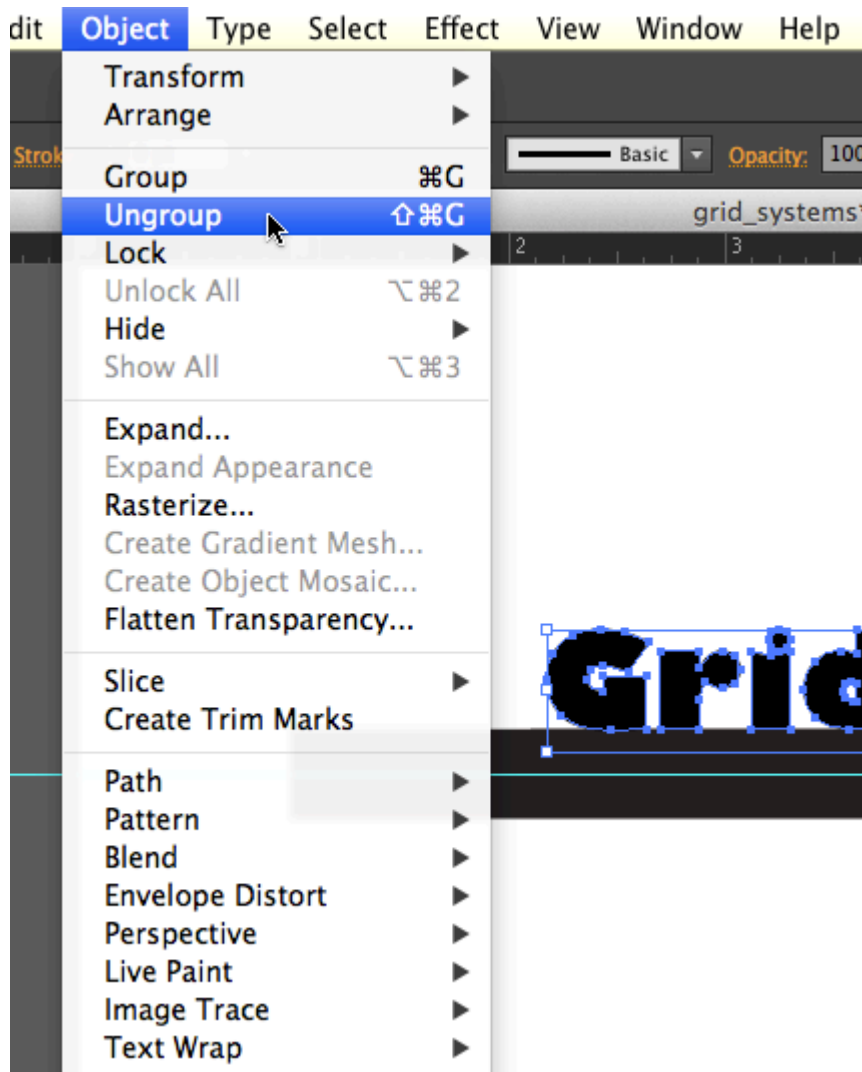 dit Object Type Select Effect View Window Help
Transform ▶
Arrange ▶
Strok Basic Opacity: 100
Group ⌘G
Ungroup ⇧⌘G
grid_systems*
Lock ▶
2 3
Unlock All ⌥⌘2
Hide ▶
Show All ⌥⌘3
Expand...
Expand Appearance
Rasterize...
Create Gradient Mesh...
Create Object Mosaic...
Flatten Transparency...
Grid
Slice ▶
Create Trim Marks
Path ▶
Pattern ▶
Blend ▶
Envelope Distort ▶
Perspective ▶
Live Paint ▶
Image Trace ▶
Text Wrap ▶